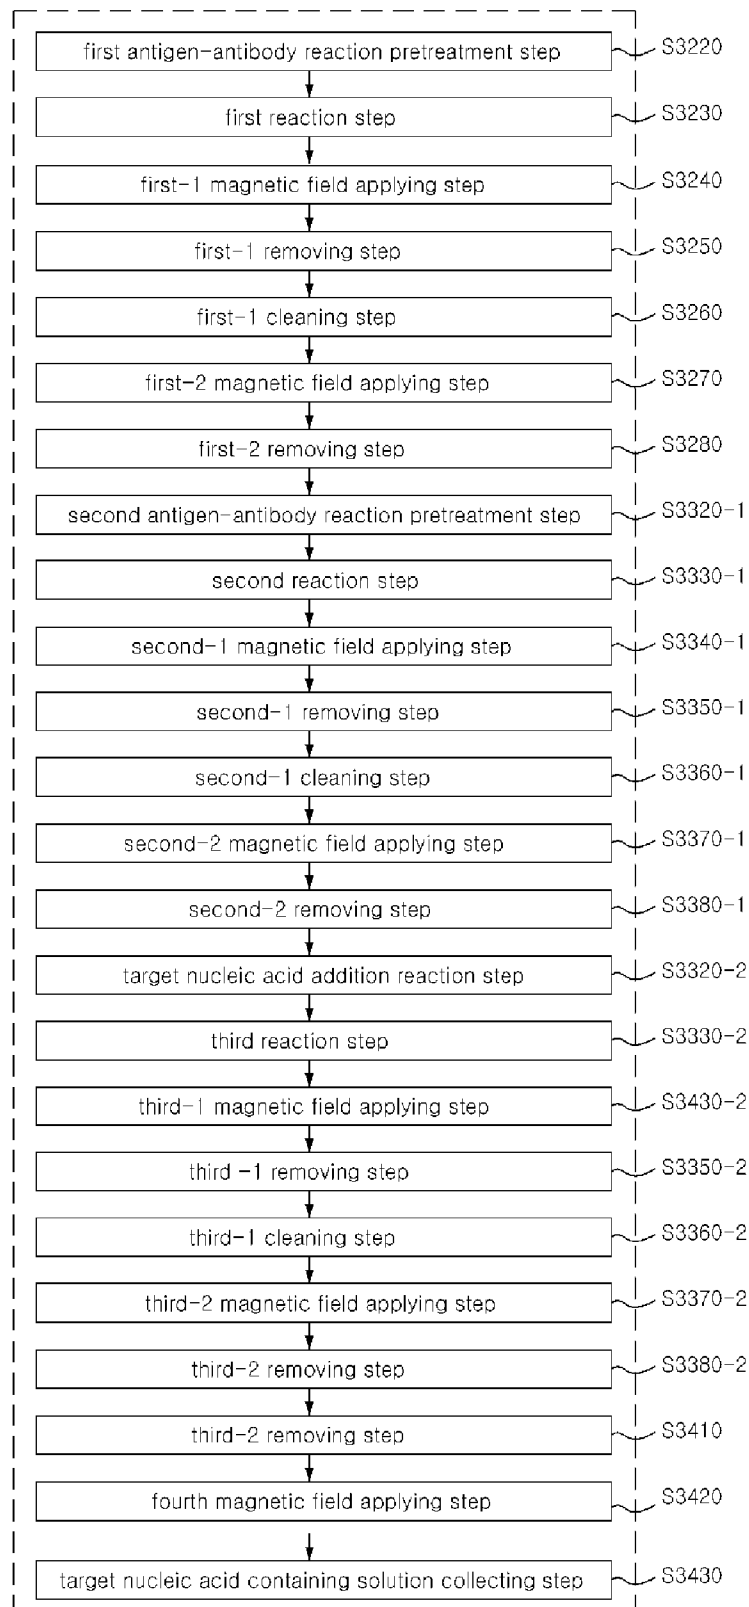 first antigen-antibody reaction pretreatment step S3220
first reaction step S3230
first-1 magnetic field applying step S3240
first-1 removing step S3250
first-1 cleaning step S3260
first-2 magnetic field applying step S3270
first-2 removing step S3280
second antigen-antibody reaction pretreatment step S3320-1
second reaction step S3330-1
second-1 magnetic field applying step S3340-1
second-1 removing step S3350-1
second-1 cleaning step S3360-1
second-2 magnetic field applying step S3370-1
second-2 removing step S3380-1
target nucleic acid addition reaction step S3320-2
third reaction step S3330-2
third-1 magnetic field applying step S3430-2
third -1 removing step S3350-2
third-1 cleaning step S3360-2
third-2 magnetic field applying step S3370-2
third-2 removing step S3380-2
third-2 removing step S3410
fourth magnetic field applying step S3420
target nucleic acid containing solution collecting step S3430